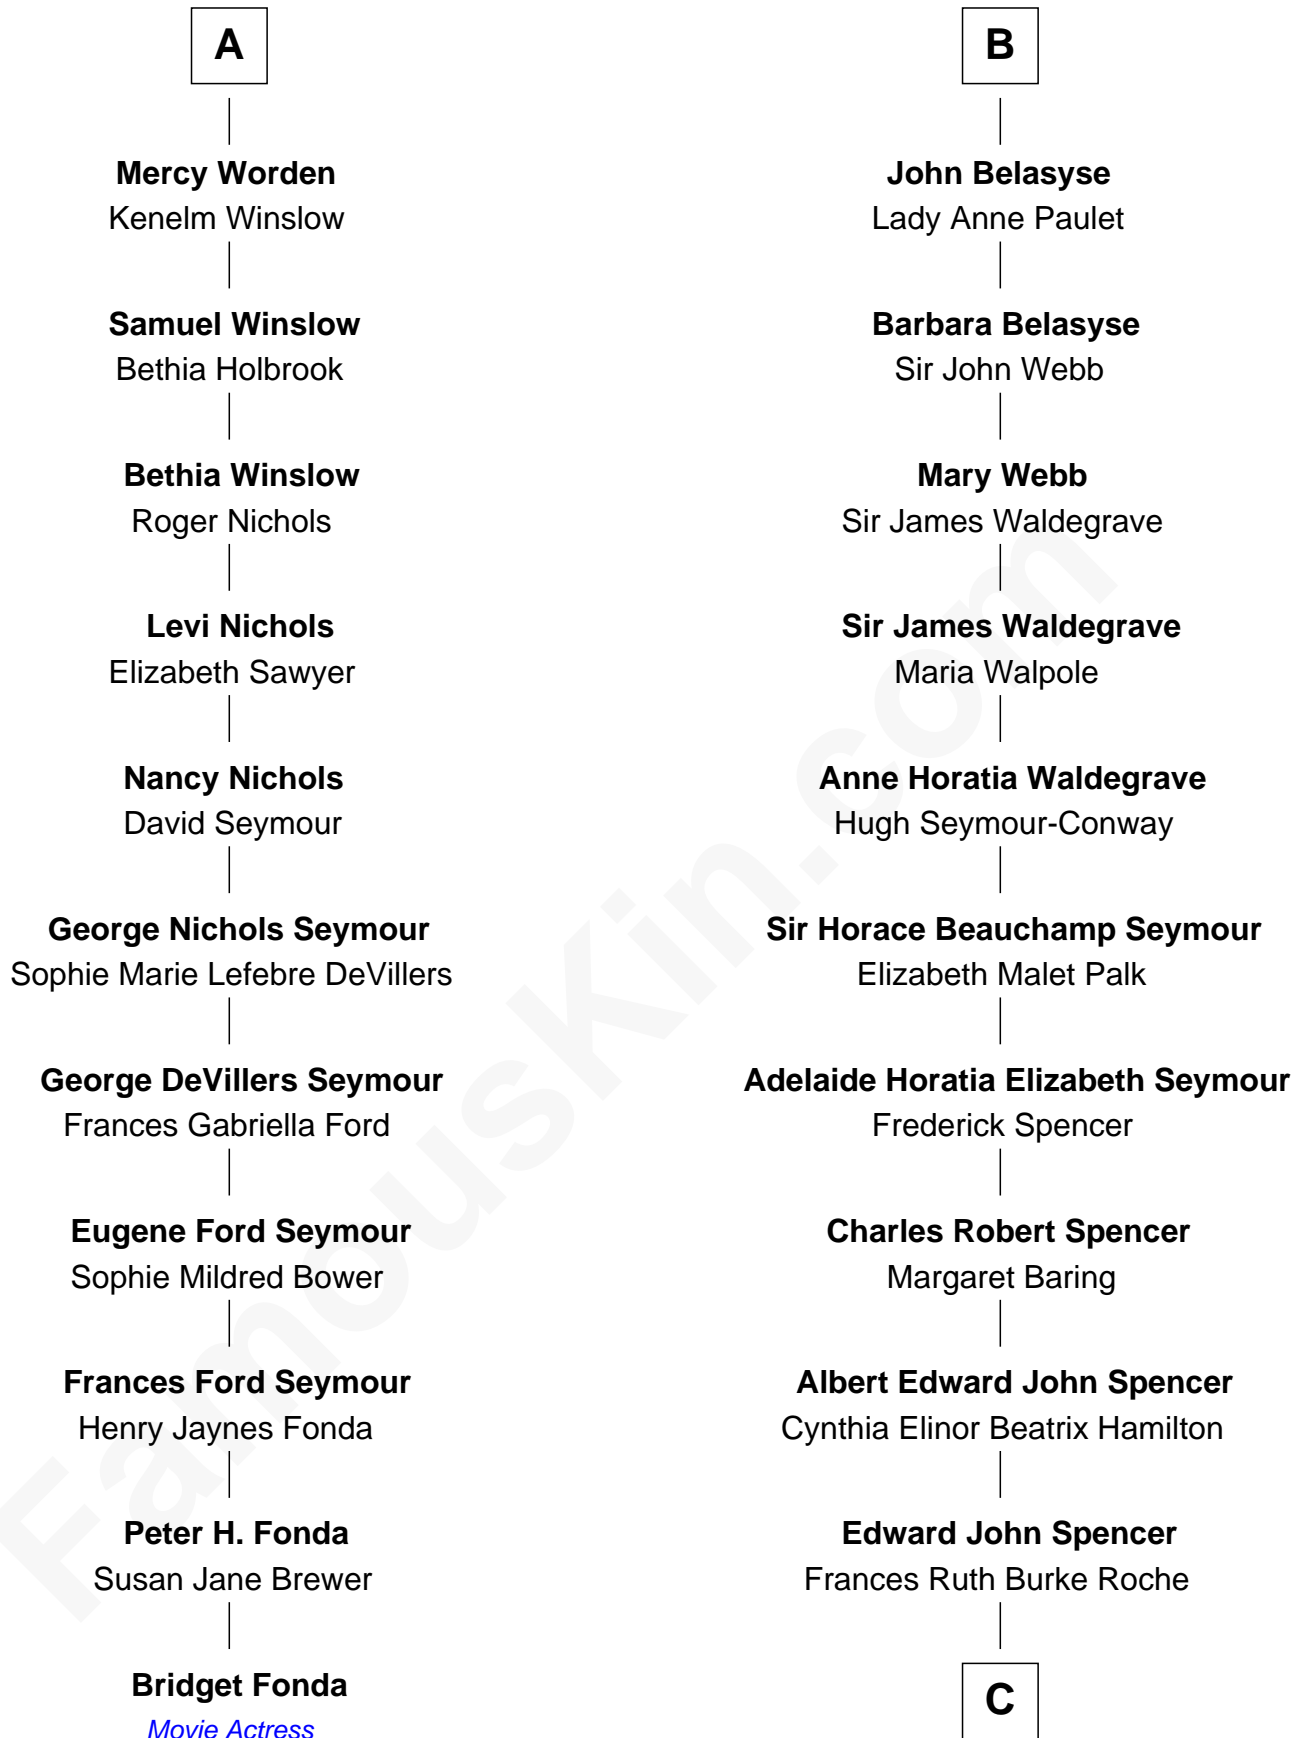 A
Mercy Worden
Kenelm Winslow
Samuel Winslow
Bethia Holbrook
Bethia Winslow
Roger Nichols
Levi Nichols
Elizabeth Sawyer
Nancy Nichols
David Seymour
George Nichols Seymour
Sophie Marie Lefebre DeVillers
George DeVillers Seymour
Frances Gabriella Ford
Eugene Ford Seymour
Sophie Mildred Bower
Frances Ford Seymour
Henry Jaynes Fonda
Peter H. Fonda
Susan Jane Brewer
Bridget Fonda
Movie Actress
B
John Belasyse
Lady Anne Paulet
Barbara Belasyse
Sir John Webb
Mary Webb
Sir James Waldegrave
Sir James Waldegrave
Maria Walpole
Anne Horatia Waldegrave
Hugh Seymour-Conway
Sir Horace Beauchamp Seymour
Elizabeth Malet Palk
Adelaide Horatia Elizabeth Seymour
Frederick Spencer
Charles Robert Spencer
Margaret Baring
Albert Edward John Spencer
Cynthia Elinor Beatrix Hamilton
Edward John Spencer
Frances Ruth Burke Roche
C
FamousKin.com